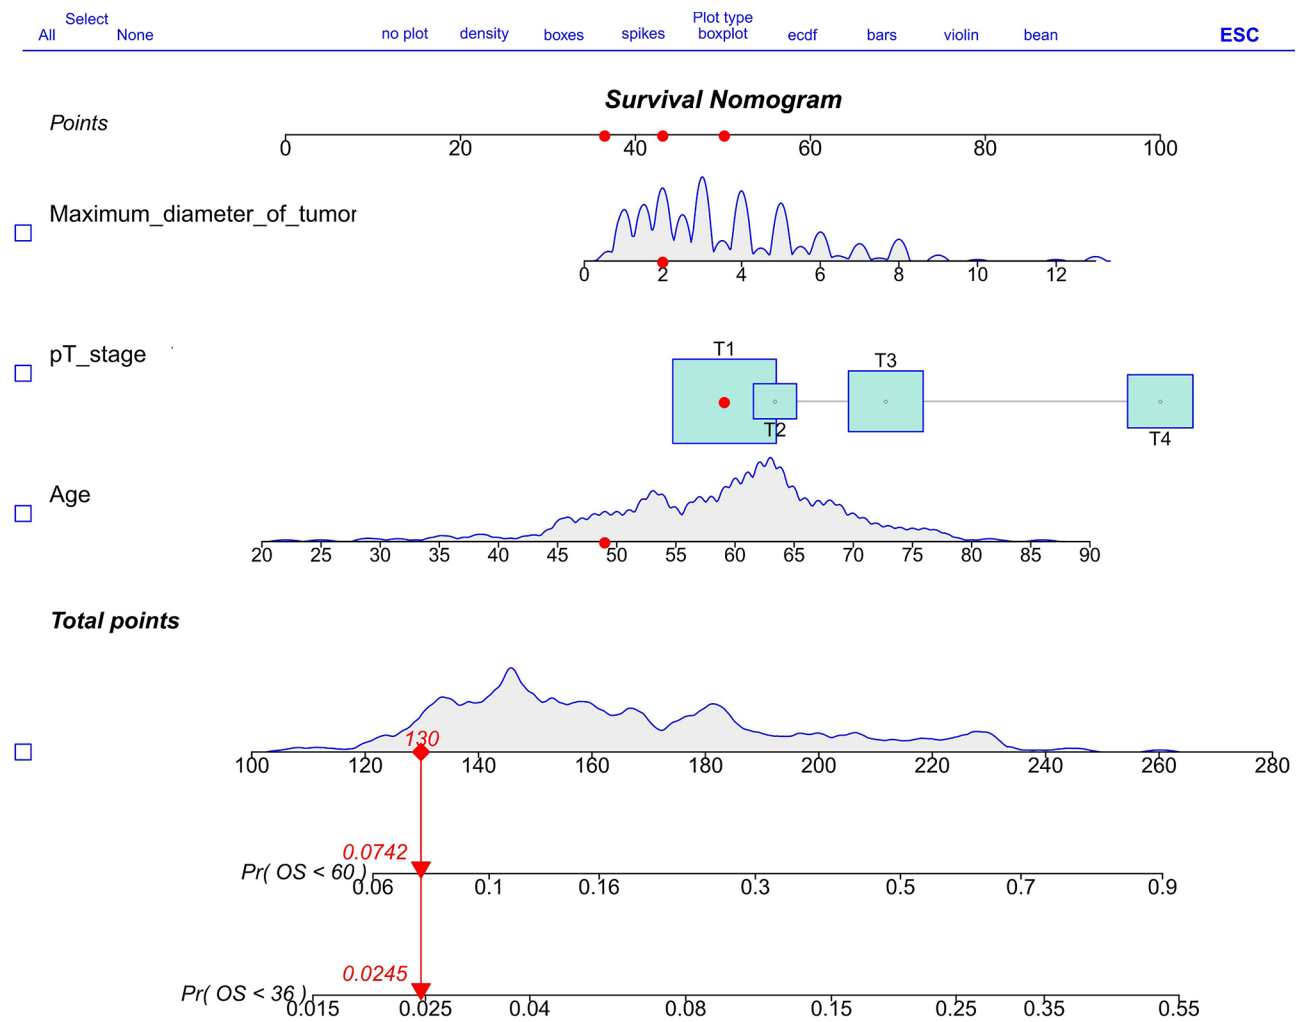 Select
All None
Plot type
no plot density boxes spikes boxplot ecdf bars violin bean ESC
Survival Nomogram
Points
0 20 40 60 80 100
Maximum_diameter_of_tumor
0 2 4 6 8 10 12
pT_stage
T1
T3
T2
T4
Age
20 25 30 35 40 45 50 55 60 65 70 75 80 85 90
Total points
130
100 120 140 160 180 200 220 240 260 280
0.0742
Pr( OS < 60 )
0.06 0.1 0.16 0.3 0.5 0.7 0.9
0.0245
Pr( OS < 36 )
0.015 0.025 0.04 0.08 0.15 0.25 0.35 0.55